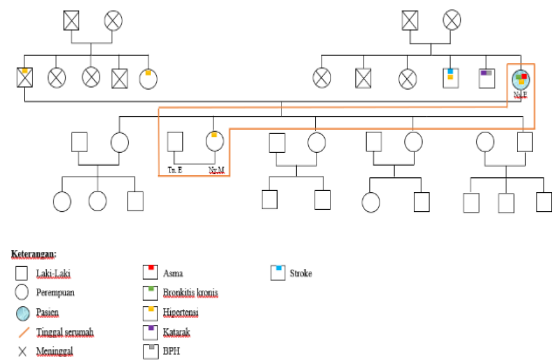 Ny.E
Tn. E
Ny.M
Keterangan:
Laki-Laki
Perempuan
Pasien
Tinggal serumah
Meninggal
Asma
Bronkitis kronis
Hipertensi
Katarak
BPH
Stroke